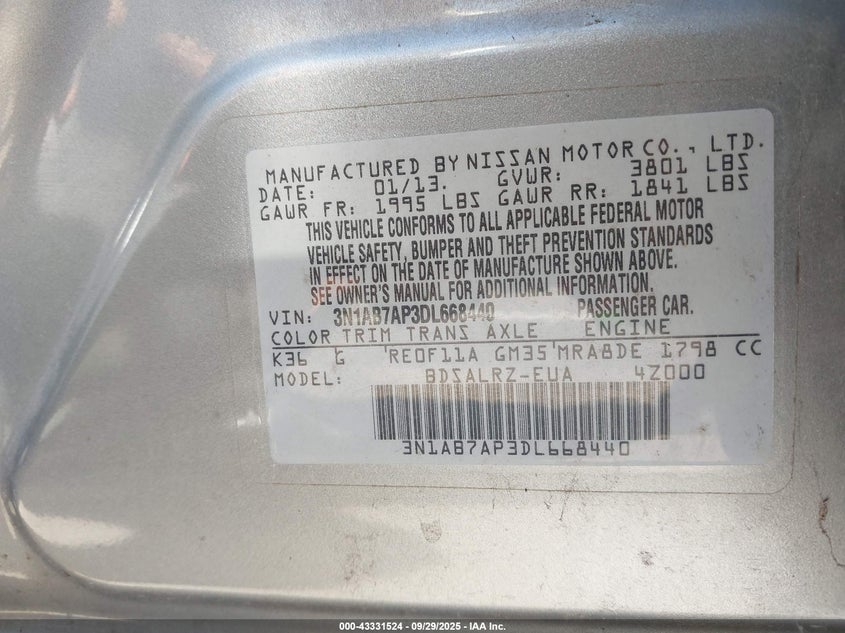 MANUFACTURED BY NISSAN MOTOR CO., LTD.
DATE: 01/13. GVWR: 3801 LBS
GAWR FR: 1995 LBS GAWR RR: 1841 LBS
THIS VEHICLE CONFORMS TO ALL APPLICABLE FEDERAL MOTOR
VEHICLE SAFETY, BUMPER AND THEFT PREVENTION STANDARDS
IN EFFECT ON THE DATE OF MANUFACTURE SHOWN ABOVE.
SEE OWNER'S MANUAL FOR ADDITIONAL INFORMATION.
VIN: 3N1AB7AP3DL668440 PASSENGER CAR.
COLOR TRIM TRANS AXLE ENGINE
K36 G RE0F11A GM35 MRA8DE 1798 CC
MODEL: BDSALRZ-EUA 4Z000
3N1AB7AP3DL668440
000-43331524 | 09/29/2025 - IAA Inc.